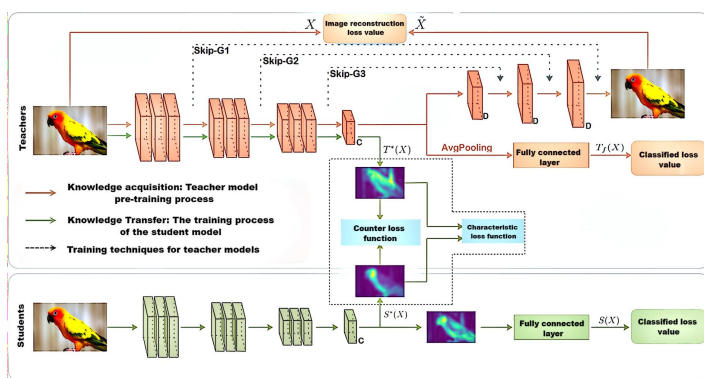 X
Image reconstruction
loss value
X̃
Skip-G1
Skip-G2
Skip-G3
Teachers
D
D
D
C
T*(X)
AvgPooling
Fully connected
layer
T_f(X)
Classified loss
value
Knowledge acquisition: Teacher model
pre-training process
Knowledge Transfer: The training process
of the student model
Training techniques for teacher models
Counter loss
function
Characteristic
loss function
Students
C
S*(X)
Fully connected
layer
S(X)
Classified loss
value